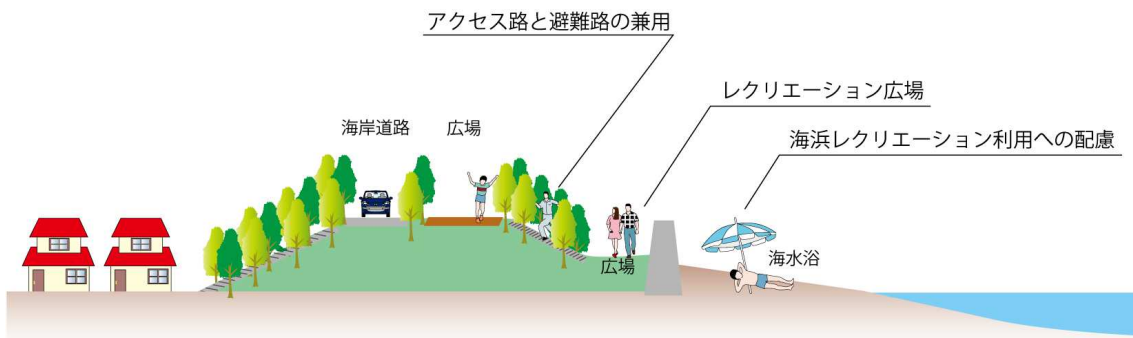 アクセス路と避難路の兼用
レクリエーション広場
海岸道路
広場
海浜レクリエーション利用への配慮
海水浴
広場